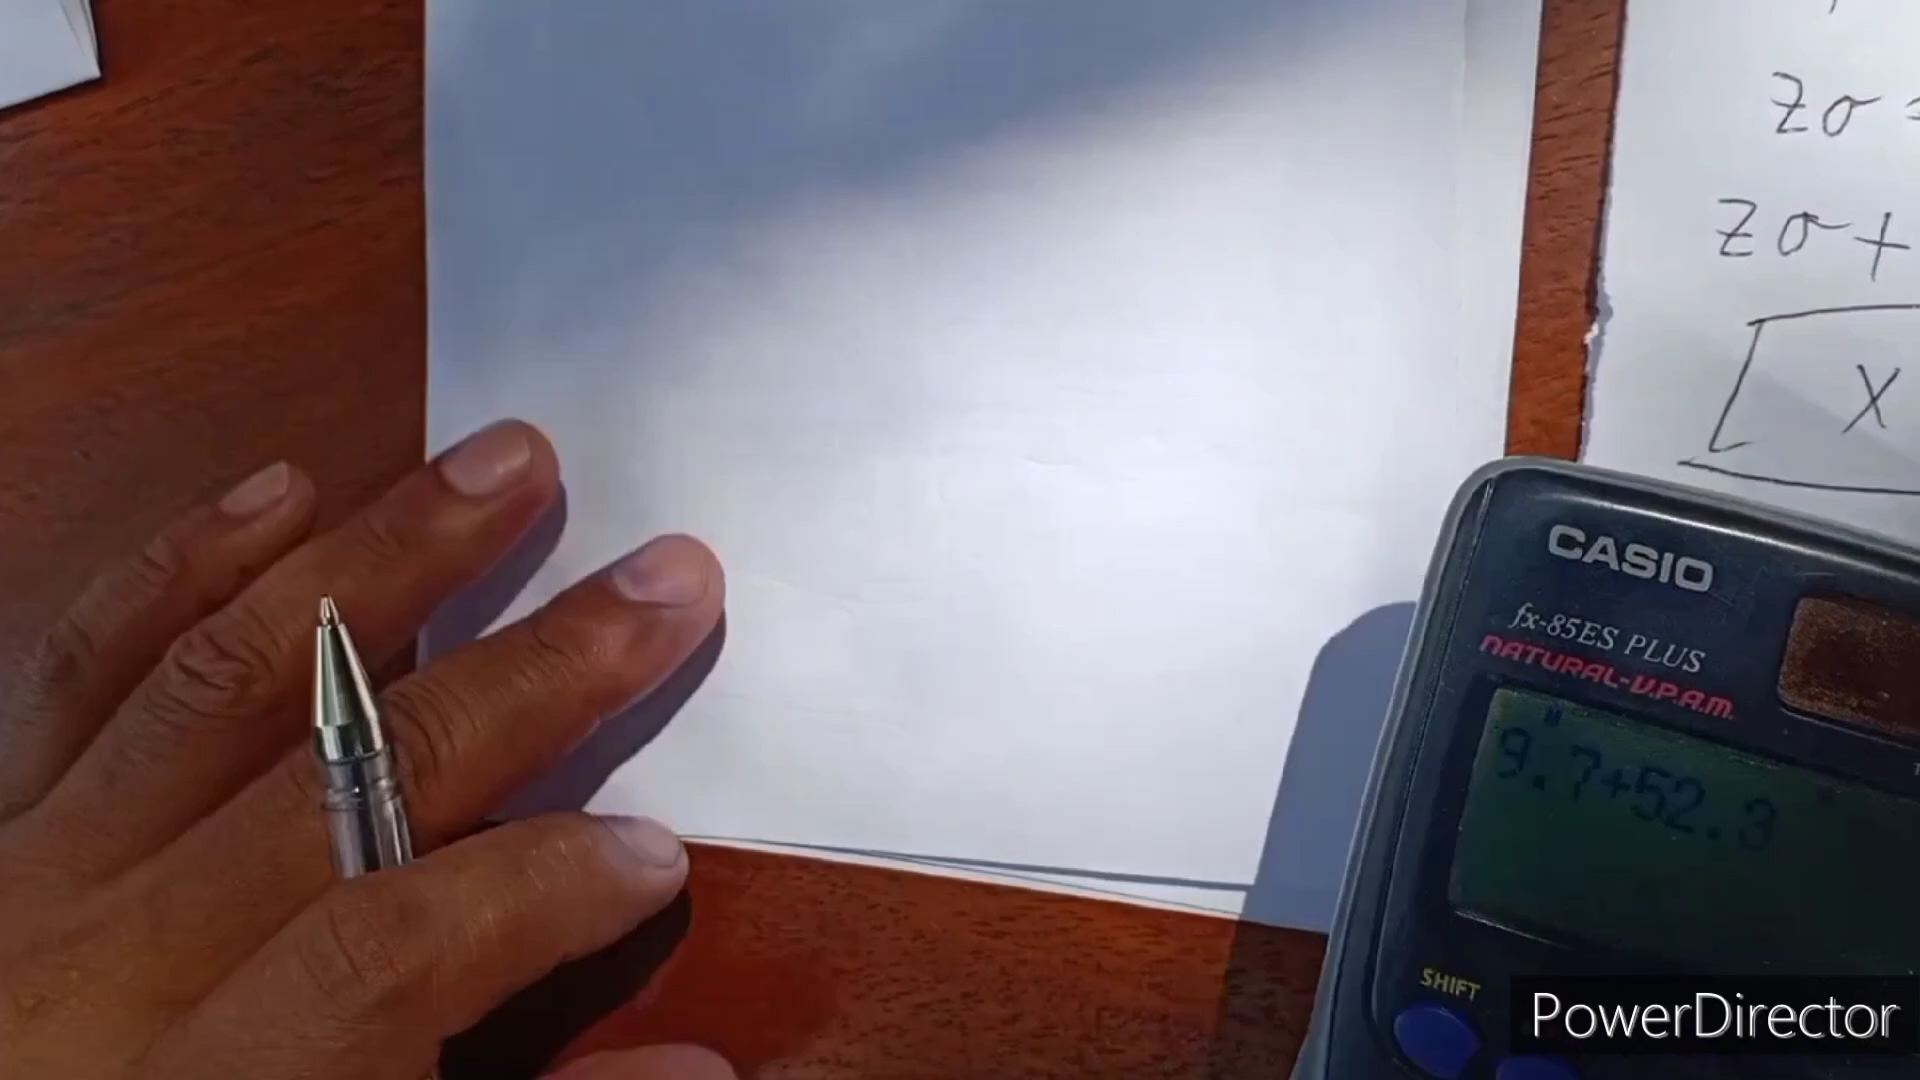 zσ =
zσ +
x
CASIO
fx-85ES PLUS
NATURAL-V.P.A.M.
M
9.7+52.3
SHIFT
PowerDirector